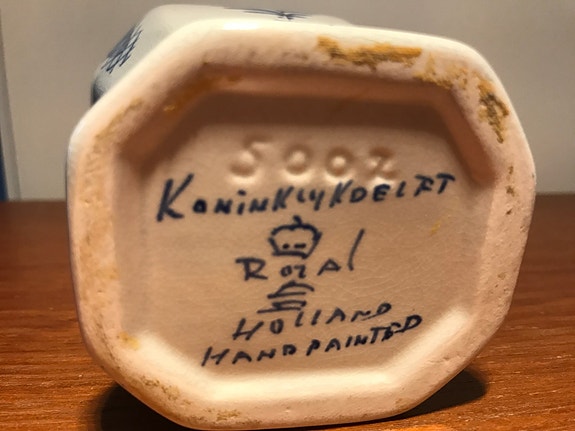 5002
KONINKLYKDELFT
ROYAL
HOLLAND
HANDPAINTED